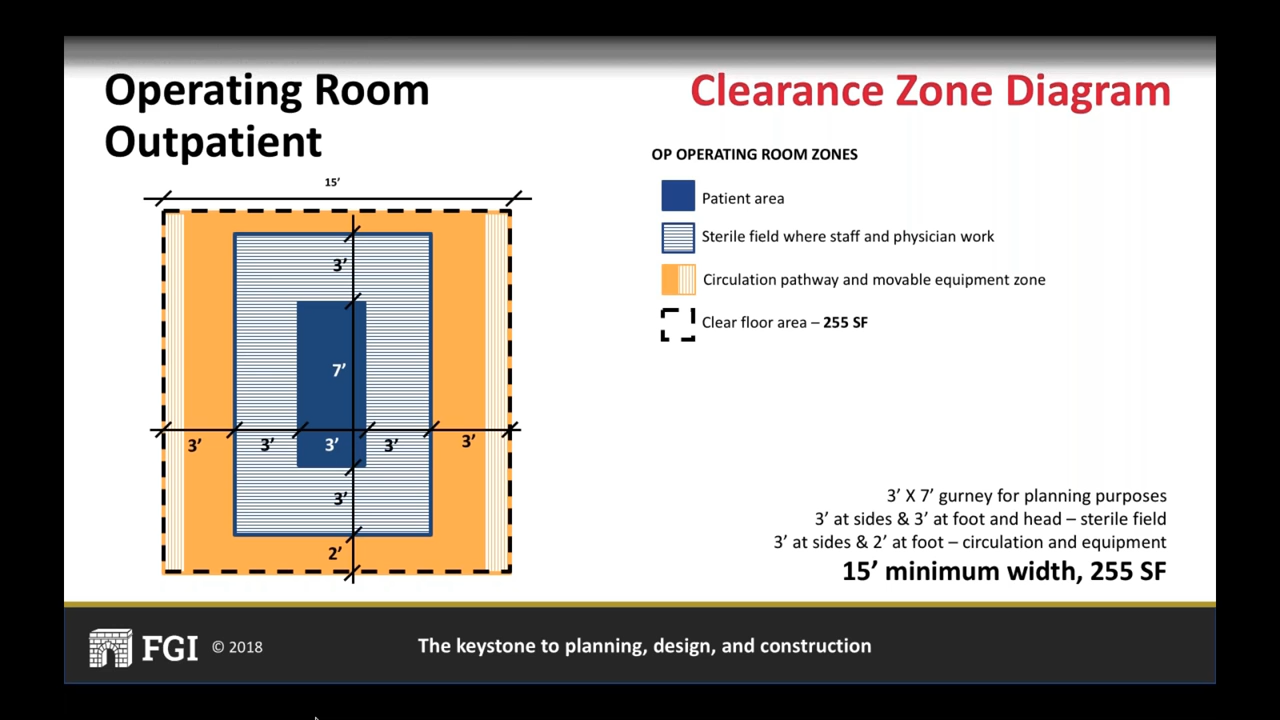 Operating Room
Outpatient
Clearance Zone Diagram
OP OPERATING ROOM ZONES
Patient area
Sterile field where staff and physician work
Circulation pathway and movable equipment zone
Clear floor area – 255 SF
15’
3’
7’
3’ 3’ 3’ 3’ 3’
3’
2’
3’ X 7’ gurney for planning purposes
3’ at sides & 3’ at foot and head – sterile field
3’ at sides & 2’ at foot – circulation and equipment
15’ minimum width, 255 SF
FGI © 2018
The keystone to planning, design, and construction